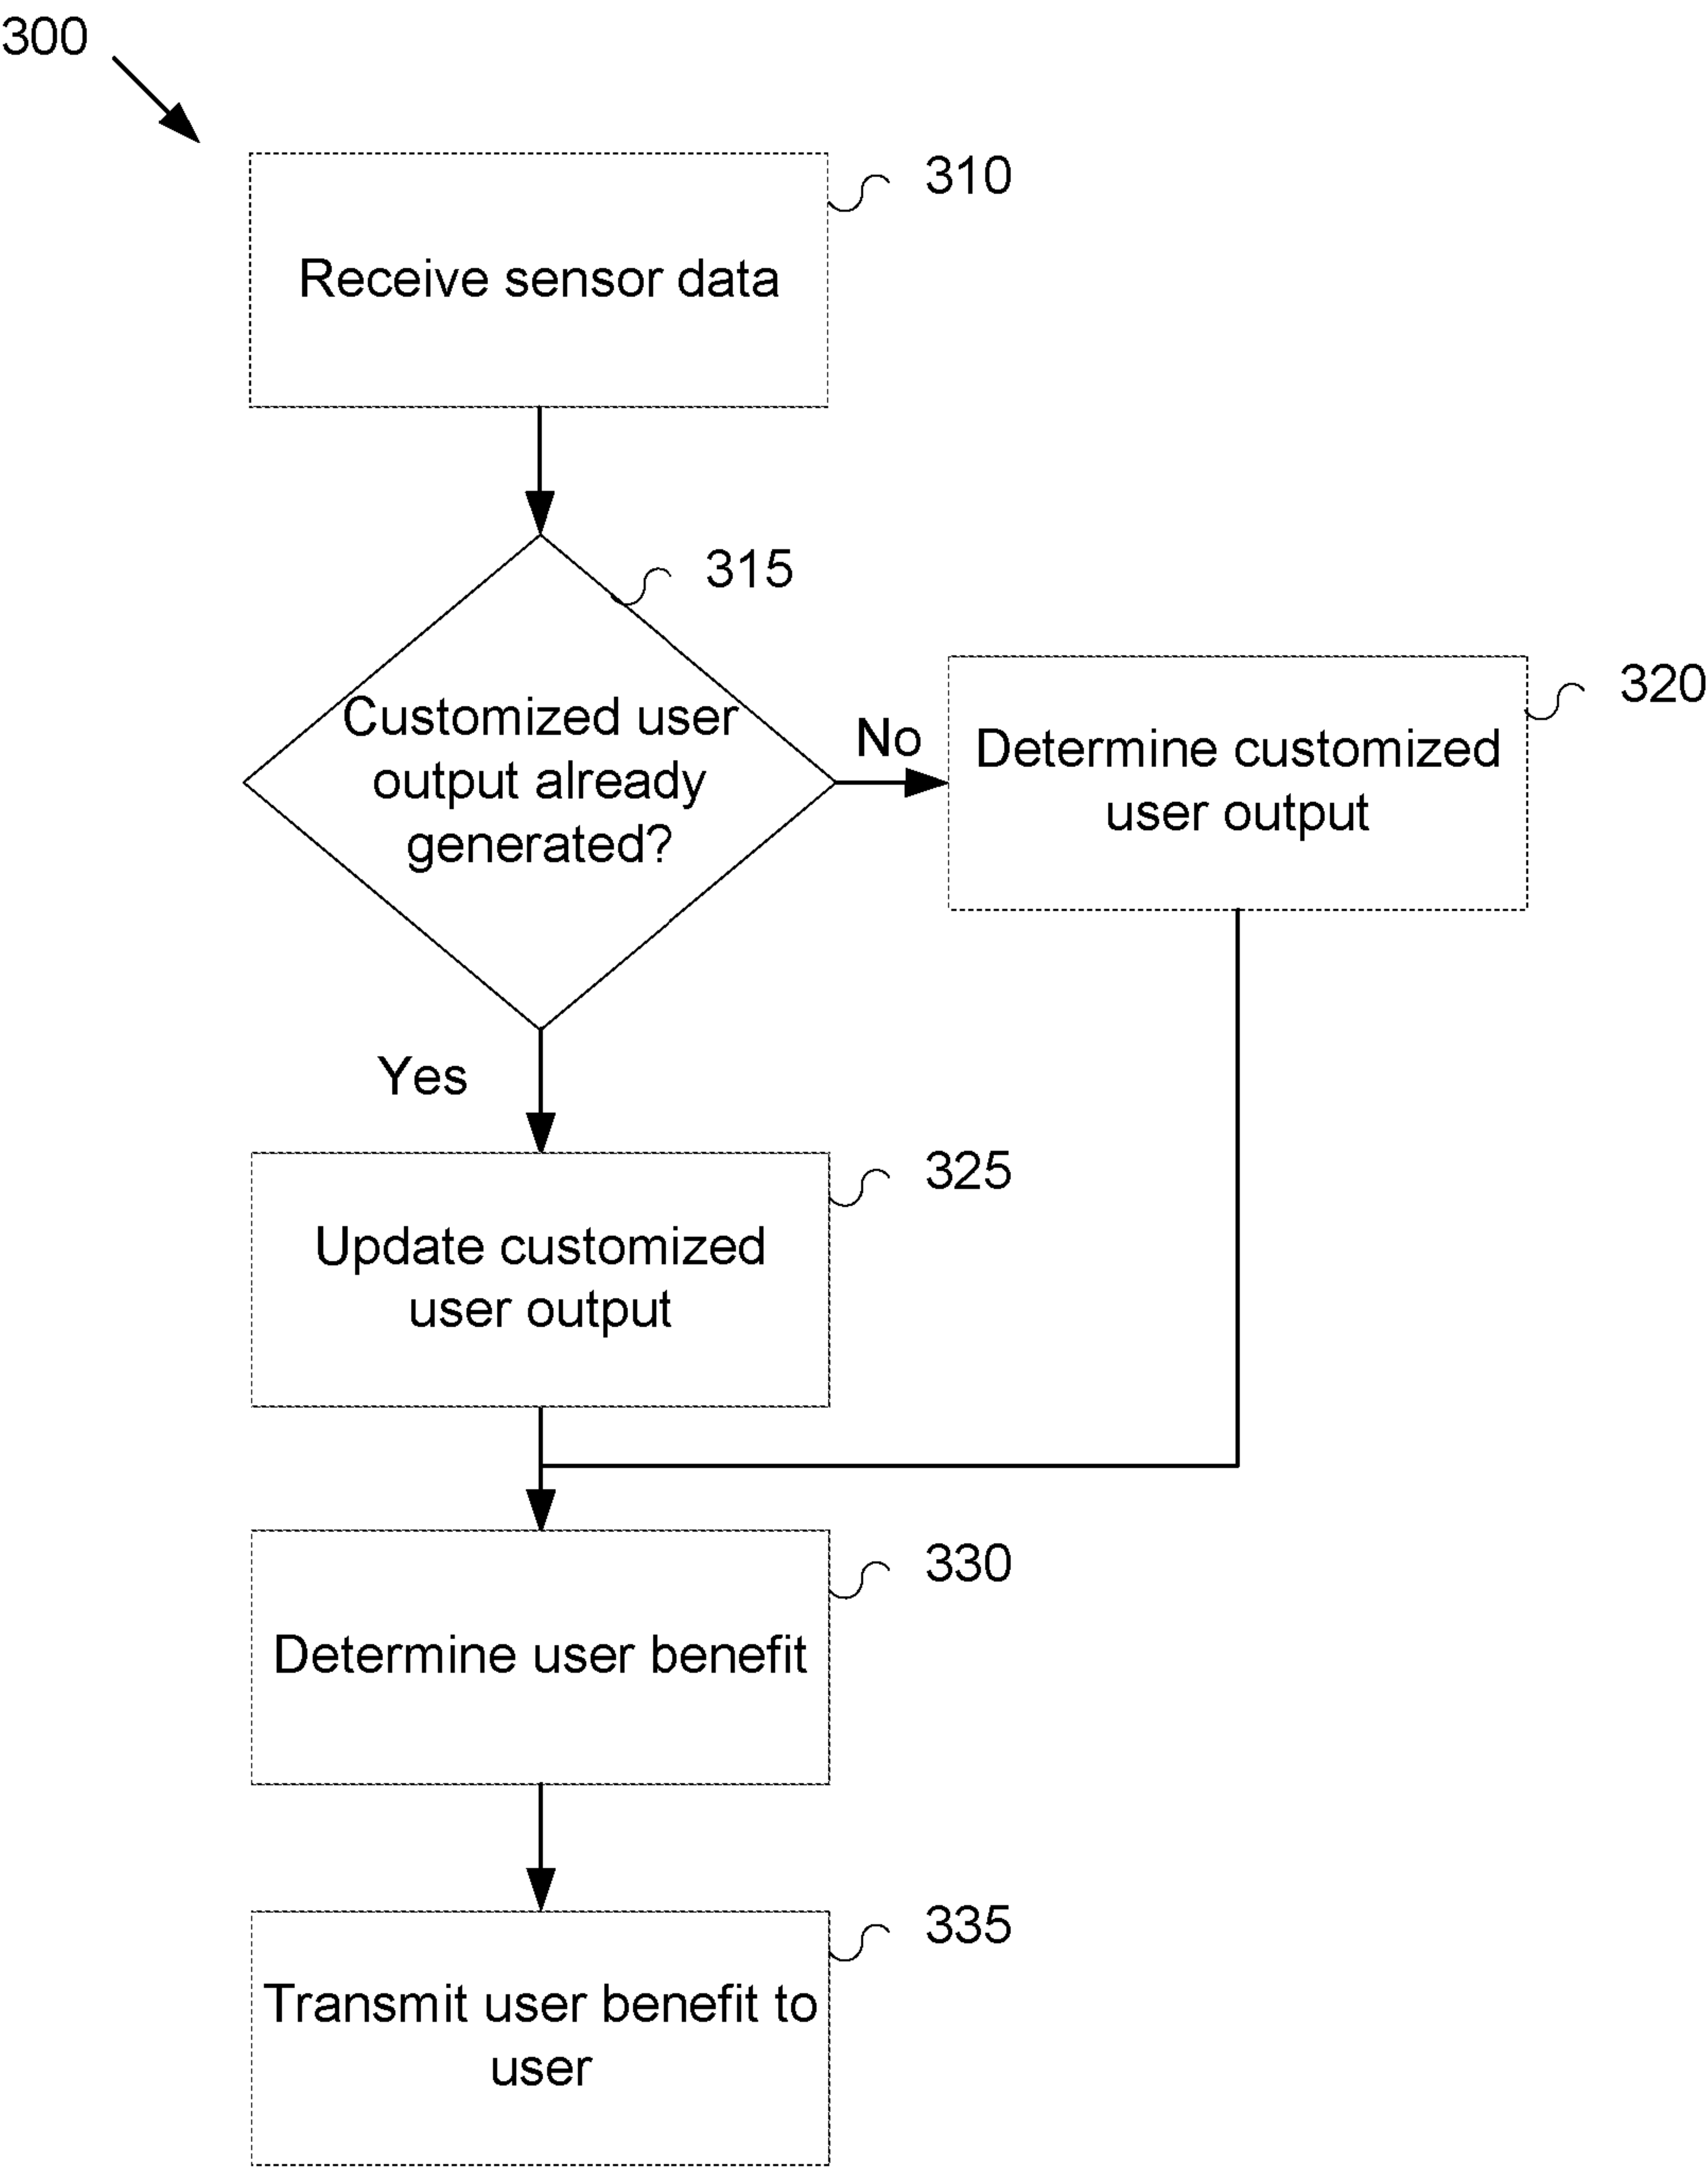 300
310
Receive sensor data
315
Customized user
output already
generated?
No
320
Determine customized
user output
Yes
325
Update customized
user output
330
Determine user benefit
335
Transmit user benefit to
user